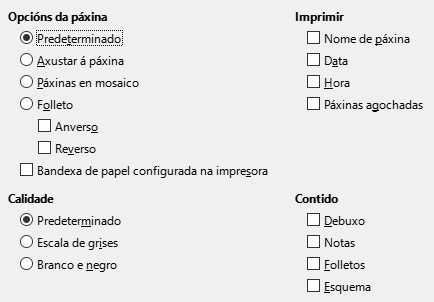 Opcións da páxina
Predeterminado
Axustar á páxina
Páxinas en mosaico
Folleto
Anverso
Reverso
Bandexa de papel configurada na impresora
Imprimir
Nome de páxina
Data
Hora
Páxinas agochadas
Calidade
Predeterminado
Escala de grises
Branco e negro
Contido
Debuxo
Notas
Folletos
Esquema